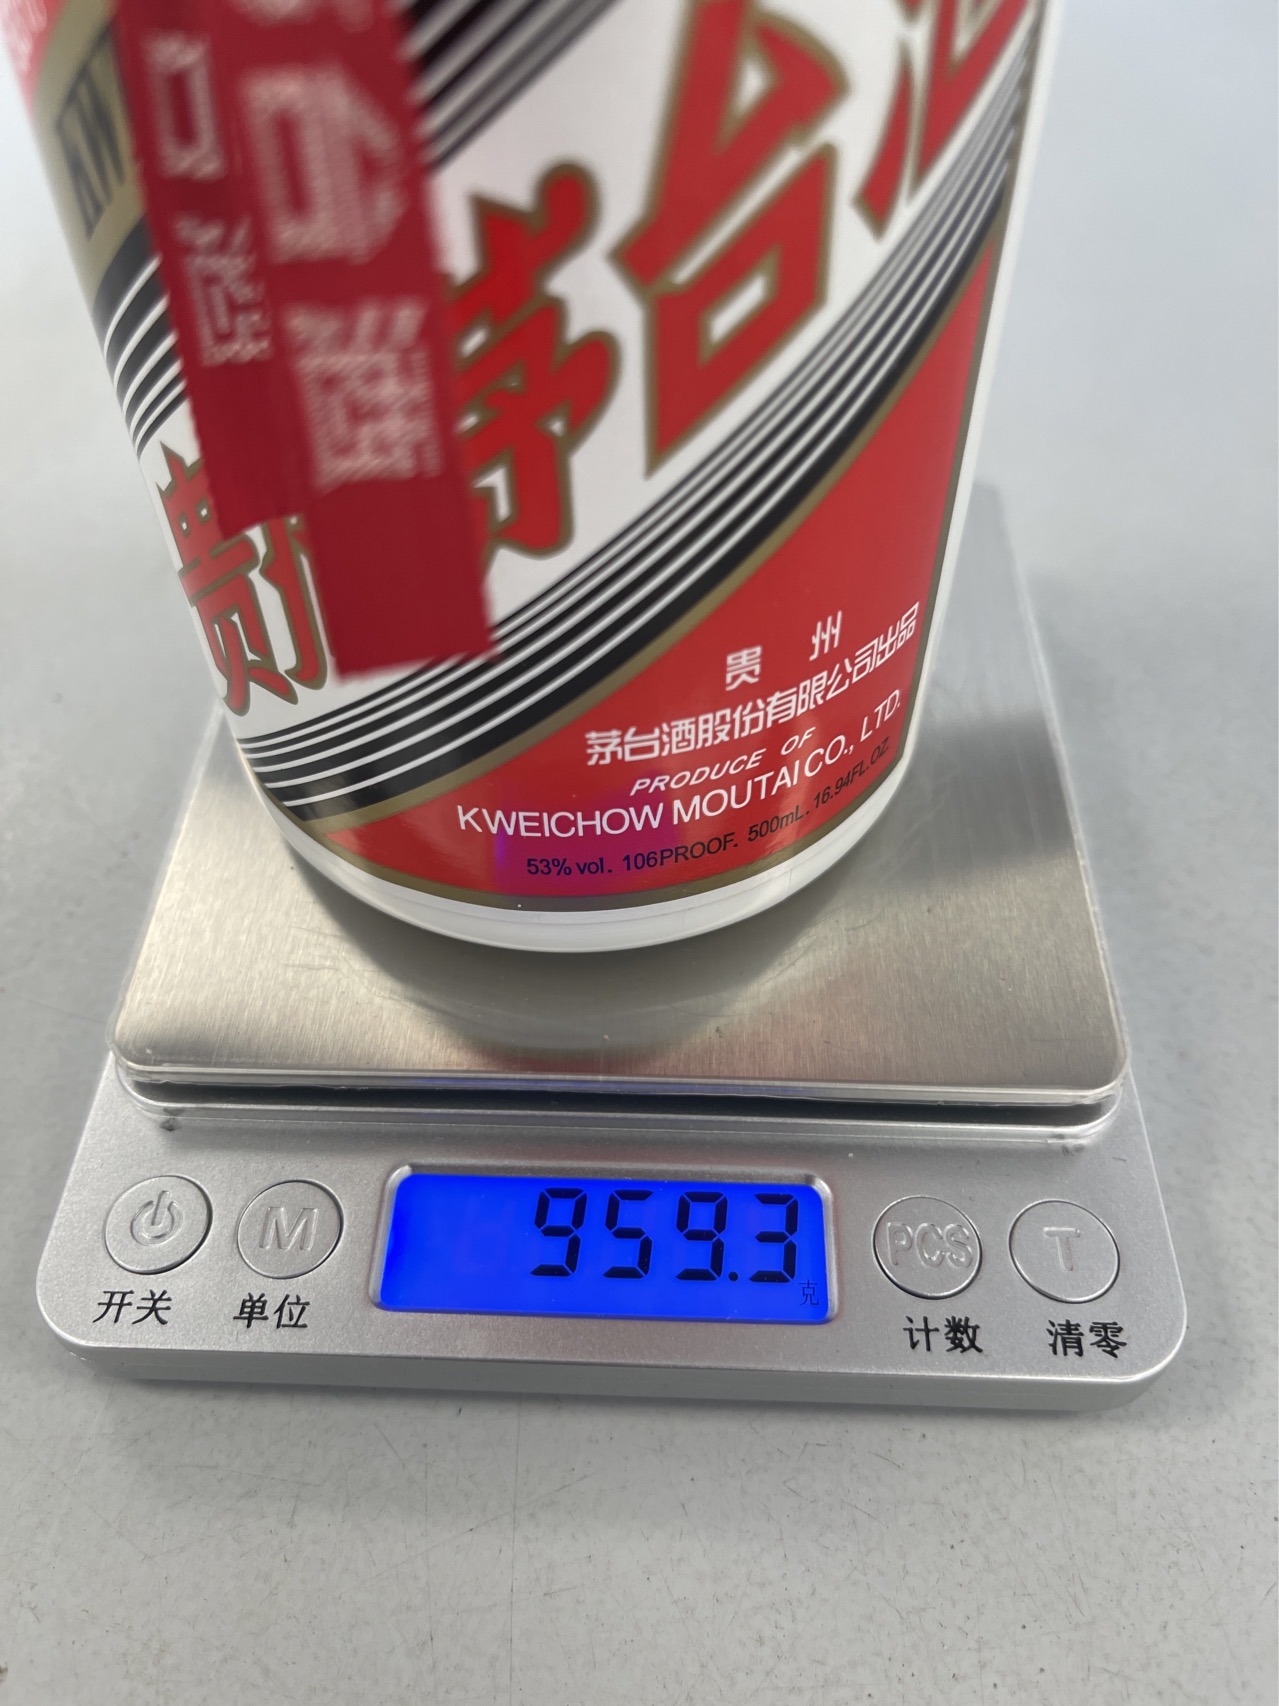 贵
茅台
贵 州
茅台酒股份有限公司出品
PRODUCE OF
KWEICHOW MOUTAI CO., LTD.
53% vol. 106PROOF. 500mL. 16.94FL.OZ.
959.3
克
M
PCS
T
开关
单位
计数
清零